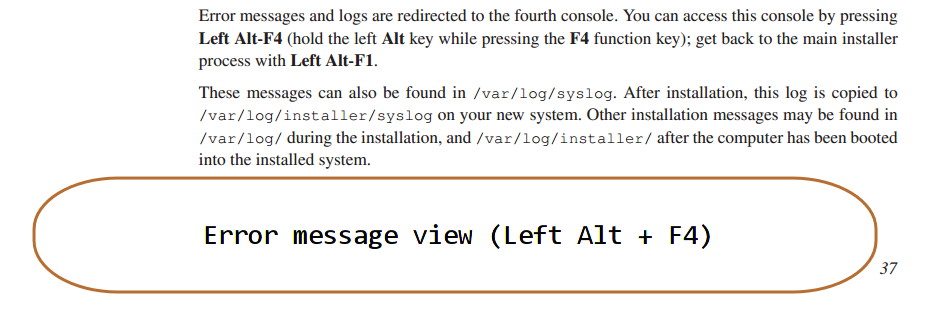 Error messages and logs are redirected to the fourth console. You can access this console by pressing
Left Alt-F4 (hold the left Alt key while pressing the F4 function key); get back to the main installer
process with Left Alt-F1.
These messages can also be found in /var/log/syslog. After installation, this log is copied to
/var/log/installer/syslog on your new system. Other installation messages may be found in
/var/log/ during the installation, and /var/log/installer/ after the computer has been booted
into the installed system.
Error message view (Left Alt + F4)
37